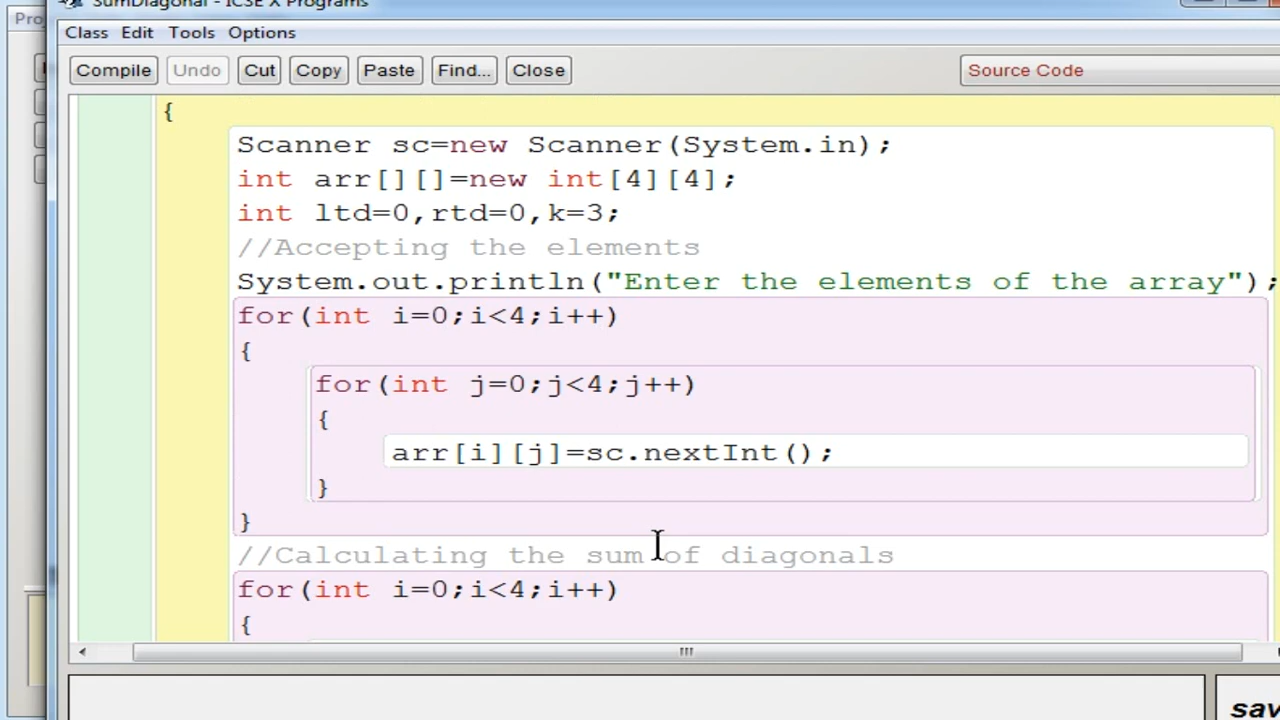 SumDiagonal - ICSE X Programs
Class Edit Tools Options
Compile Undo Cut Copy Paste Find... Close Source Code
{
Scanner sc=new Scanner(System.in);
int arr[][]=new int[4][4];
int ltd=0,rtd=0,k=3;
//Accepting the elements
System.out.println("Enter the elements of the array");
for(int i=0;i<4;i++)
{
for(int j=0;j<4;j++)
{
arr[i][j]=sc.nextInt();
}
}
//Calculating the sum of diagonals
for(int i=0;i<4;i++)
{